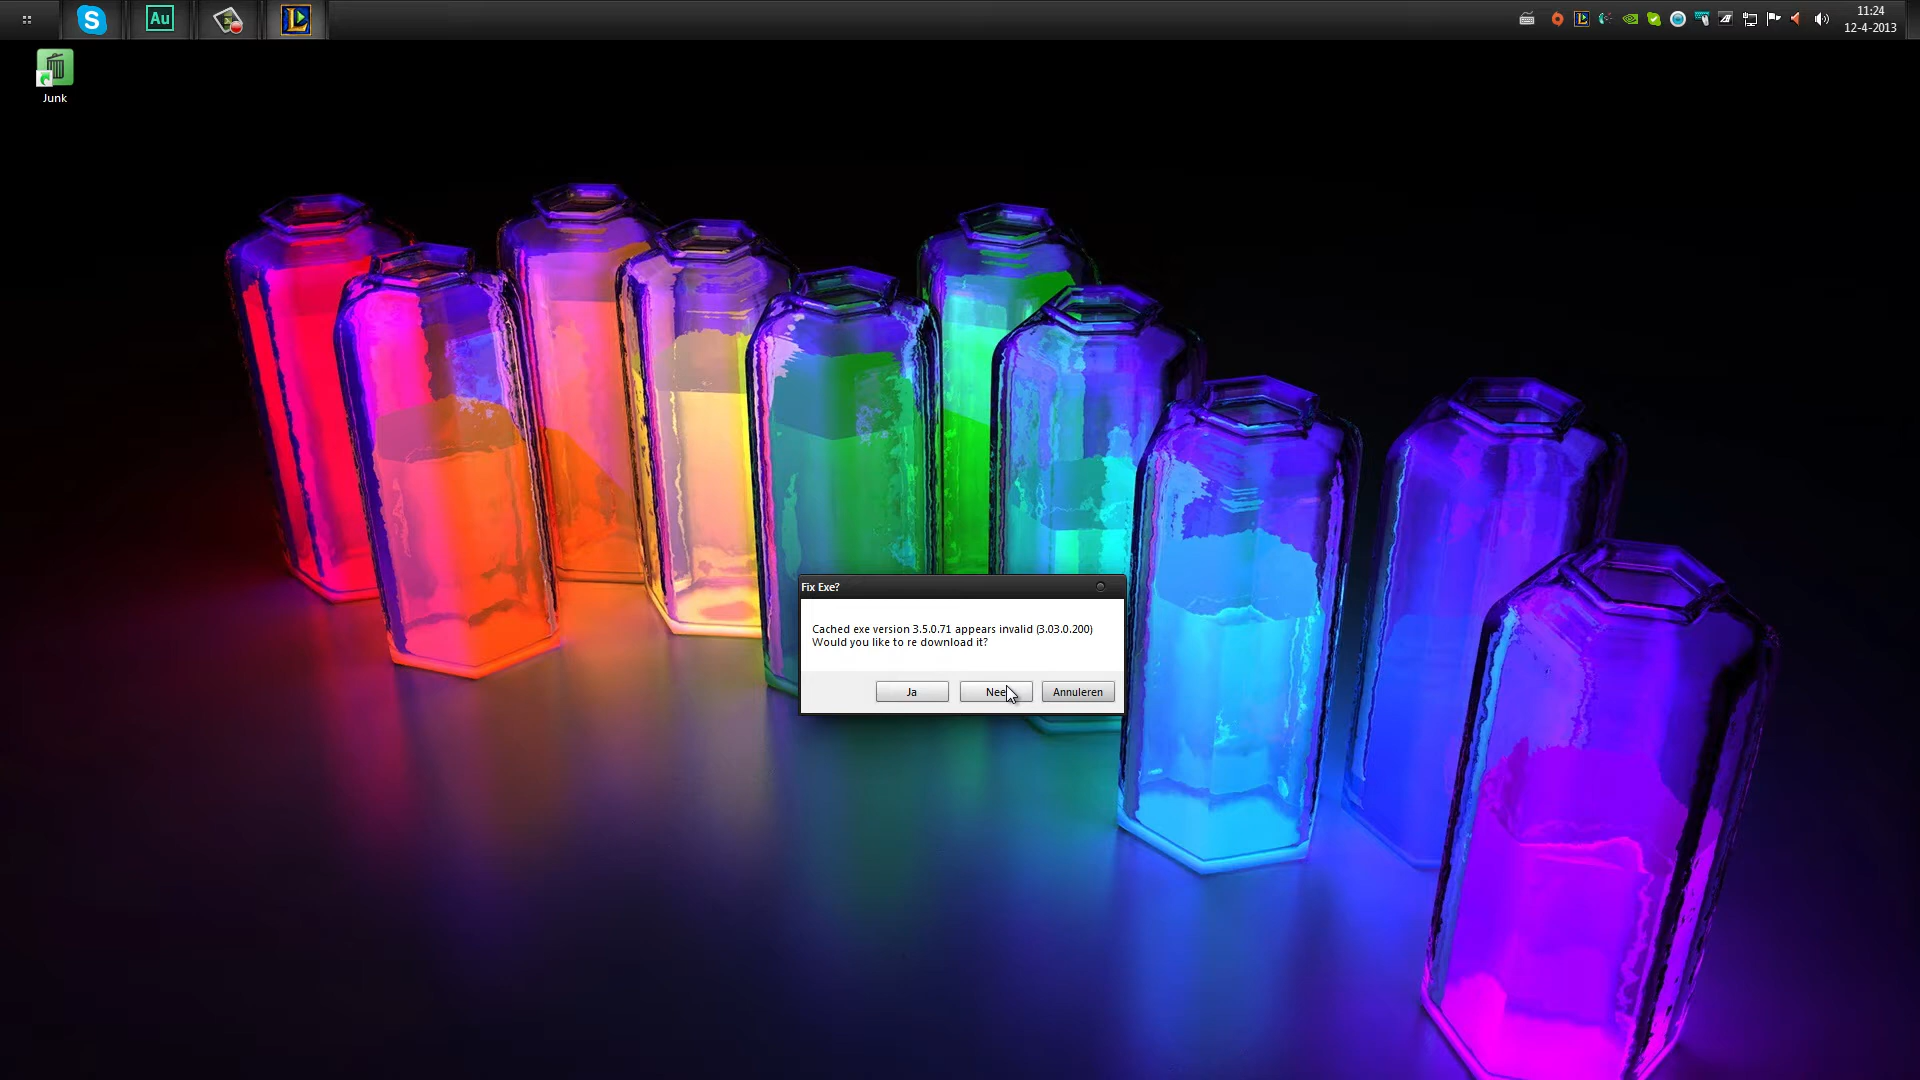 S
Au
L
11:24
12-4-2013
Junk
Fix Exe?
Cached exe version 3.5.0.71 appears invalid (3.03.0.200)
Would you like to re download it?
Ja
Nee
Annuleren